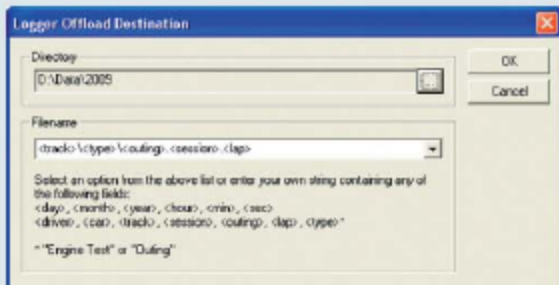 Logger Offload Destination
Directory
D:\Data\2009
...
OK
Cancel
Filename
<track>\<type>\<outing>.<session>.<lap>
Select an option from the above list or enter your own string containing any of
the following fields:
<day>, <month>, <year>, <hour>, <min>, <sec>
<driver>, <car>, <track>, <session>, <outing>, <lap>, <type>*
* "Engine Test" or "Outing"